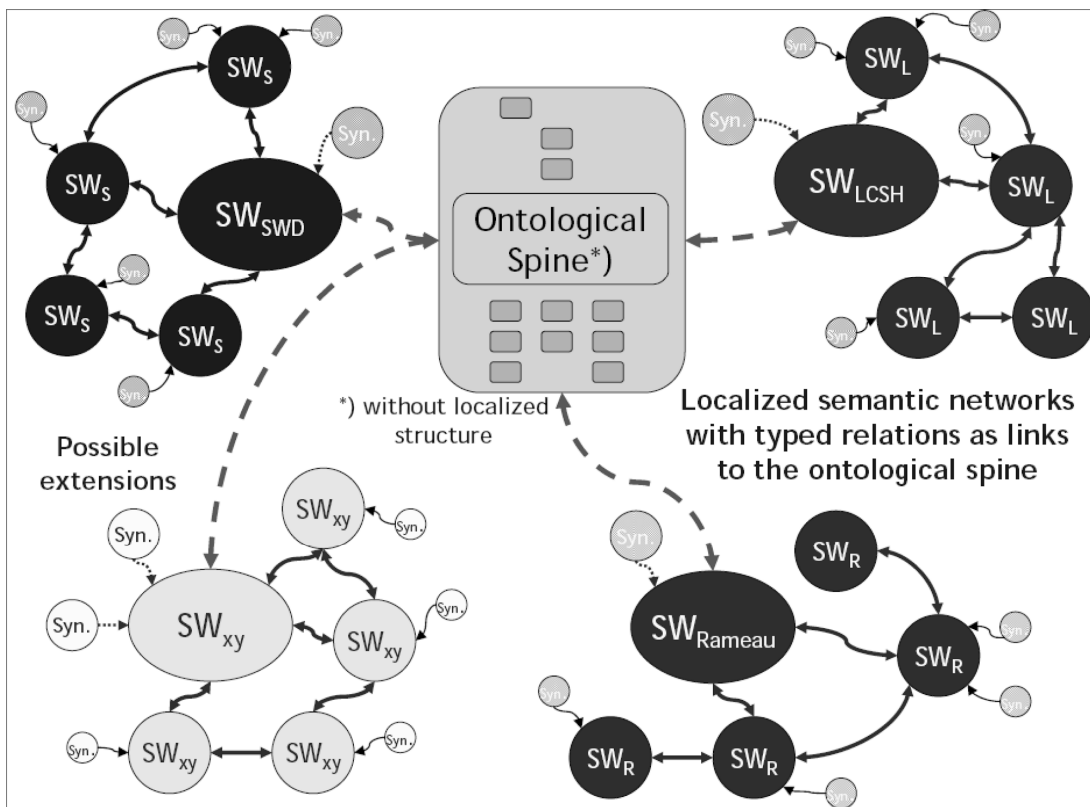 Syn.
Syn.
SW_S
Syn.
Syn.
SW_S
SW_SWD
Syn.
SW_S
SW_S
Syn.
Ontological
Spine*)
*) without localized
structure
Syn.
Syn.
SW_L
Syn.
Syn.
SW_LCSH
SW_L
Syn.
SW_L
SW_L
Localized semantic networks
with typed relations as links
to the ontological spine
Possible
extensions
SW_xy
Syn.
Syn.
Syn.
SW_xy
SW_xy
Syn.
Syn.
SW_xy
SW_xy
Syn.
Syn.
SW_R
SW_Rameau
Syn.
SW_R
Syn.
Syn.
SW_R
SW_R
Syn.